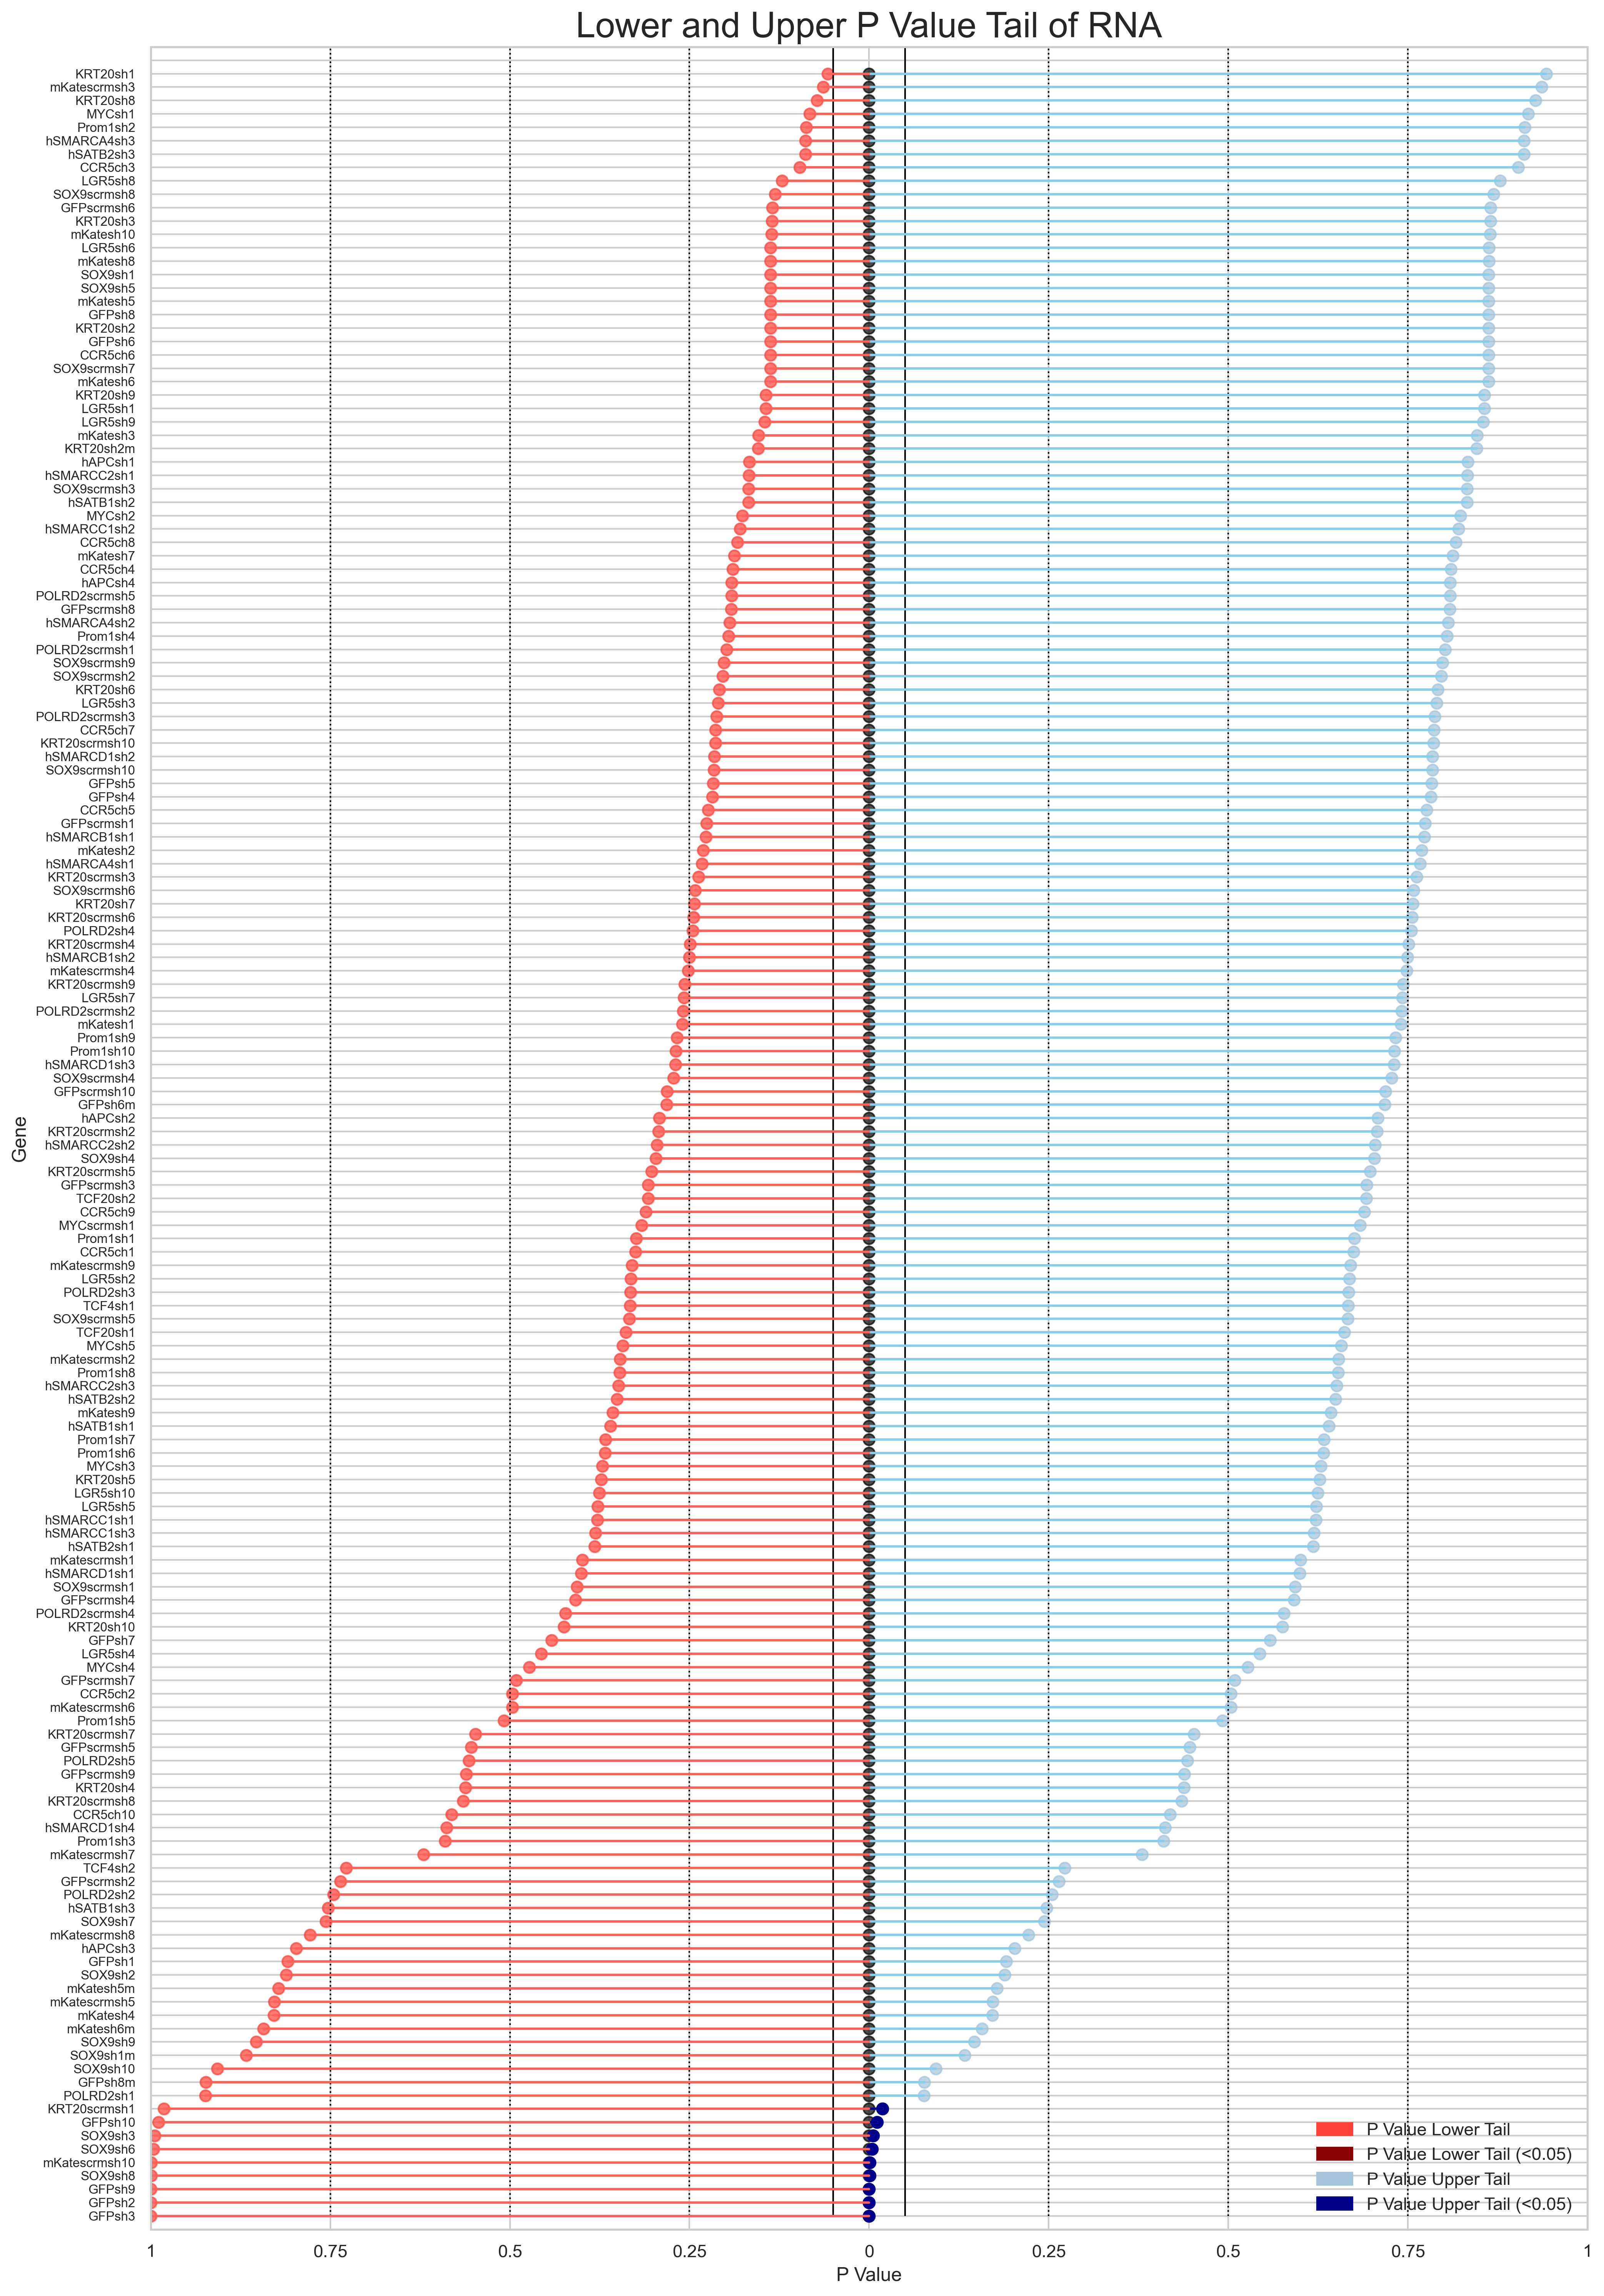 Lower and Upper P Value Tail of RNA
KRT20sh1
mKatescrmsh3
KRT20sh8
MYCsh1
Prom1sh2
hSMARCA4sh3
hSATB2sh3
CCR5ch3
LGR5sh8
SOX9scrmsh8
GFPscrmsh6
KRT20sh3
mKatesh10
LGR5sh6
mKatesh8
SOX9sh1
SOX9sh5
mKatesh5
GFPsh8
KRT20sh2
GFPsh6
CCR5ch6
SOX9scrmsh7
mKatesh6
KRT20sh9
LGR5sh1
LGR5sh9
mKatesh3
KRT20sh2m
hAPCsh1
hSMARCC2sh1
SOX9scrmsh3
hSATB1sh2
MYCsh2
hSMARCC1sh2
CCR5ch8
mKatesh7
CCR5ch4
hAPCsh4
POLRD2scrmsh5
GFPscrmsh8
hSMARCA4sh2
Prom1sh4
POLRD2scrmsh1
SOX9scrmsh9
SOX9scrmsh2
KRT20sh6
LGR5sh3
POLRD2scrmsh3
CCR5ch7
KRT20scrmsh10
hSMARCD1sh2
SOX9scrmsh10
GFPsh5
GFPsh4
CCR5ch5
GFPscrmsh1
hSMARCB1sh1
mKatesh2
hSMARCA4sh1
KRT20scrmsh3
SOX9scrmsh6
KRT20sh7
KRT20scrmsh6
POLRD2sh4
KRT20scrmsh4
hSMARCB1sh2
mKatescrmsh4
KRT20scrmsh9
LGR5sh7
POLRD2scrmsh2
mKatesh1
Prom1sh9
Prom1sh10
hSMARCD1sh3
SOX9scrmsh4
GFPscrmsh10
GFPsh6m
hAPCsh2
KRT20scrmsh2
hSMARCC2sh2
SOX9sh4
KRT20scrmsh5
GFPscrmsh3
TCF20sh2
CCR5ch9
MYCscrmsh1
Prom1sh1
CCR5ch1
mKatescrmsh9
LGR5sh2
POLRD2sh3
TCF4sh1
SOX9scrmsh5
TCF20sh1
MYCsh5
mKatescrmsh2
Prom1sh8
hSMARCC2sh3
hSATB2sh2
mKatesh9
hSATB1sh1
Prom1sh7
Prom1sh6
MYCsh3
KRT20sh5
LGR5sh10
LGR5sh5
hSMARCC1sh1
hSMARCC1sh3
hSATB2sh1
mKatescrmsh1
hSMARCD1sh1
SOX9scrmsh1
GFPscrmsh4
POLRD2scrmsh4
KRT20sh10
GFPsh7
LGR5sh4
MYCsh4
GFPscrmsh7
CCR5ch2
mKatescrmsh6
Prom1sh5
KRT20scrmsh7
GFPscrmsh5
POLRD2sh5
GFPscrmsh9
KRT20sh4
KRT20scrmsh8
CCR5ch10
hSMARCD1sh4
Prom1sh3
mKatescrmsh7
TCF4sh2
GFPscrmsh2
POLRD2sh2
hSATB1sh3
SOX9sh7
mKatescrmsh8
hAPCsh3
GFPsh1
SOX9sh2
mKatesh5m
mKatescrmsh5
mKatesh4
mKatesh6m
SOX9sh9
SOX9sh1m
SOX9sh10
GFPsh8m
POLRD2sh1
KRT20scrmsh1
GFPsh10
SOX9sh3
SOX9sh6
mKatescrmsh10
SOX9sh8
GFPsh9
GFPsh2
GFPsh3
Gene
P Value Lower Tail
P Value Lower Tail (<0.05)
P Value Upper Tail
P Value Upper Tail (<0.05)
1 0.75 0.5 0.25 0 0.25 0.5 0.75 1
P Value